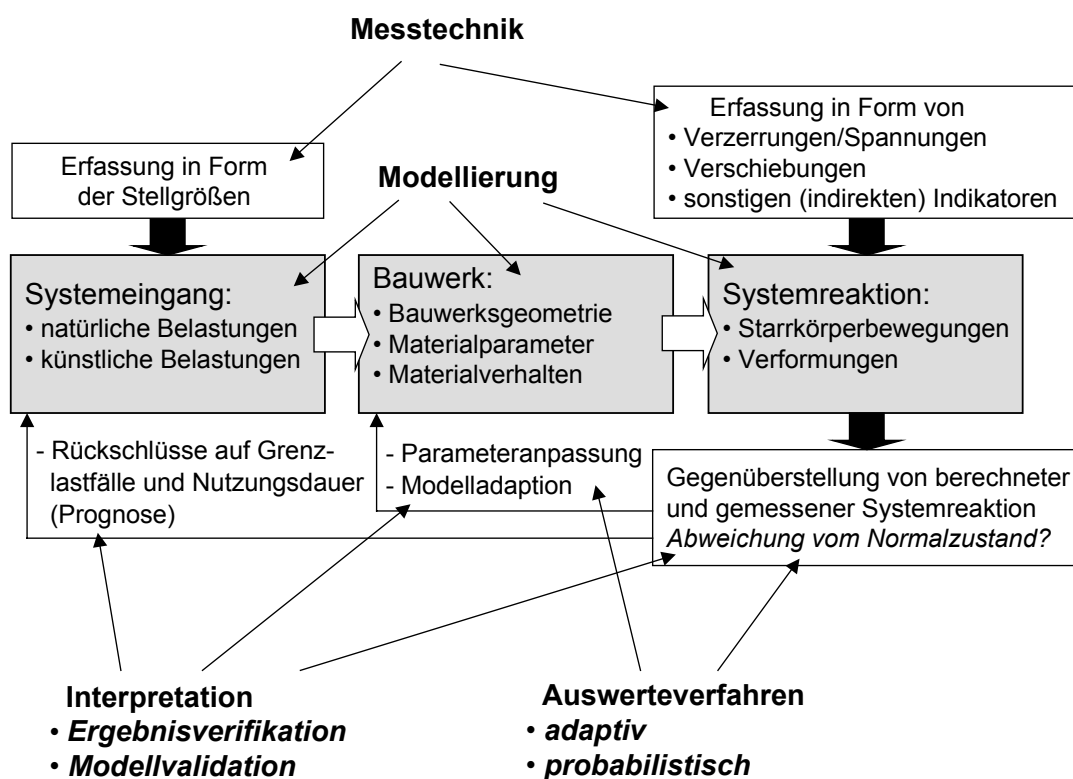 Messtechnik
Erfassung in Form
der Stellgrößen
Erfassung in Form von
• Verzerrungen/Spannungen
• Verschiebungen
• sonstigen (indirekten) Indikatoren
Modellierung
Systemeingang:
• natürliche Belastungen
• künstliche Belastungen
Bauwerk:
• Bauwerksgeometrie
• Materialparameter
• Materialverhalten
Systemreaktion:
• Starrkörperbewegungen
• Verformungen
- Rückschlüsse auf Grenz-
lastfälle und Nutzungsdauer
(Prognose)
- Parameteranpassung
- Modelladaption
Gegenüberstellung von berechneter
und gemessener Systemreaktion
Abweichung vom Normalzustand?
Interpretation
• Ergebnisverifikation
• Modellvalidation
Auswerteverfahren
• adaptiv
• probabilistisch